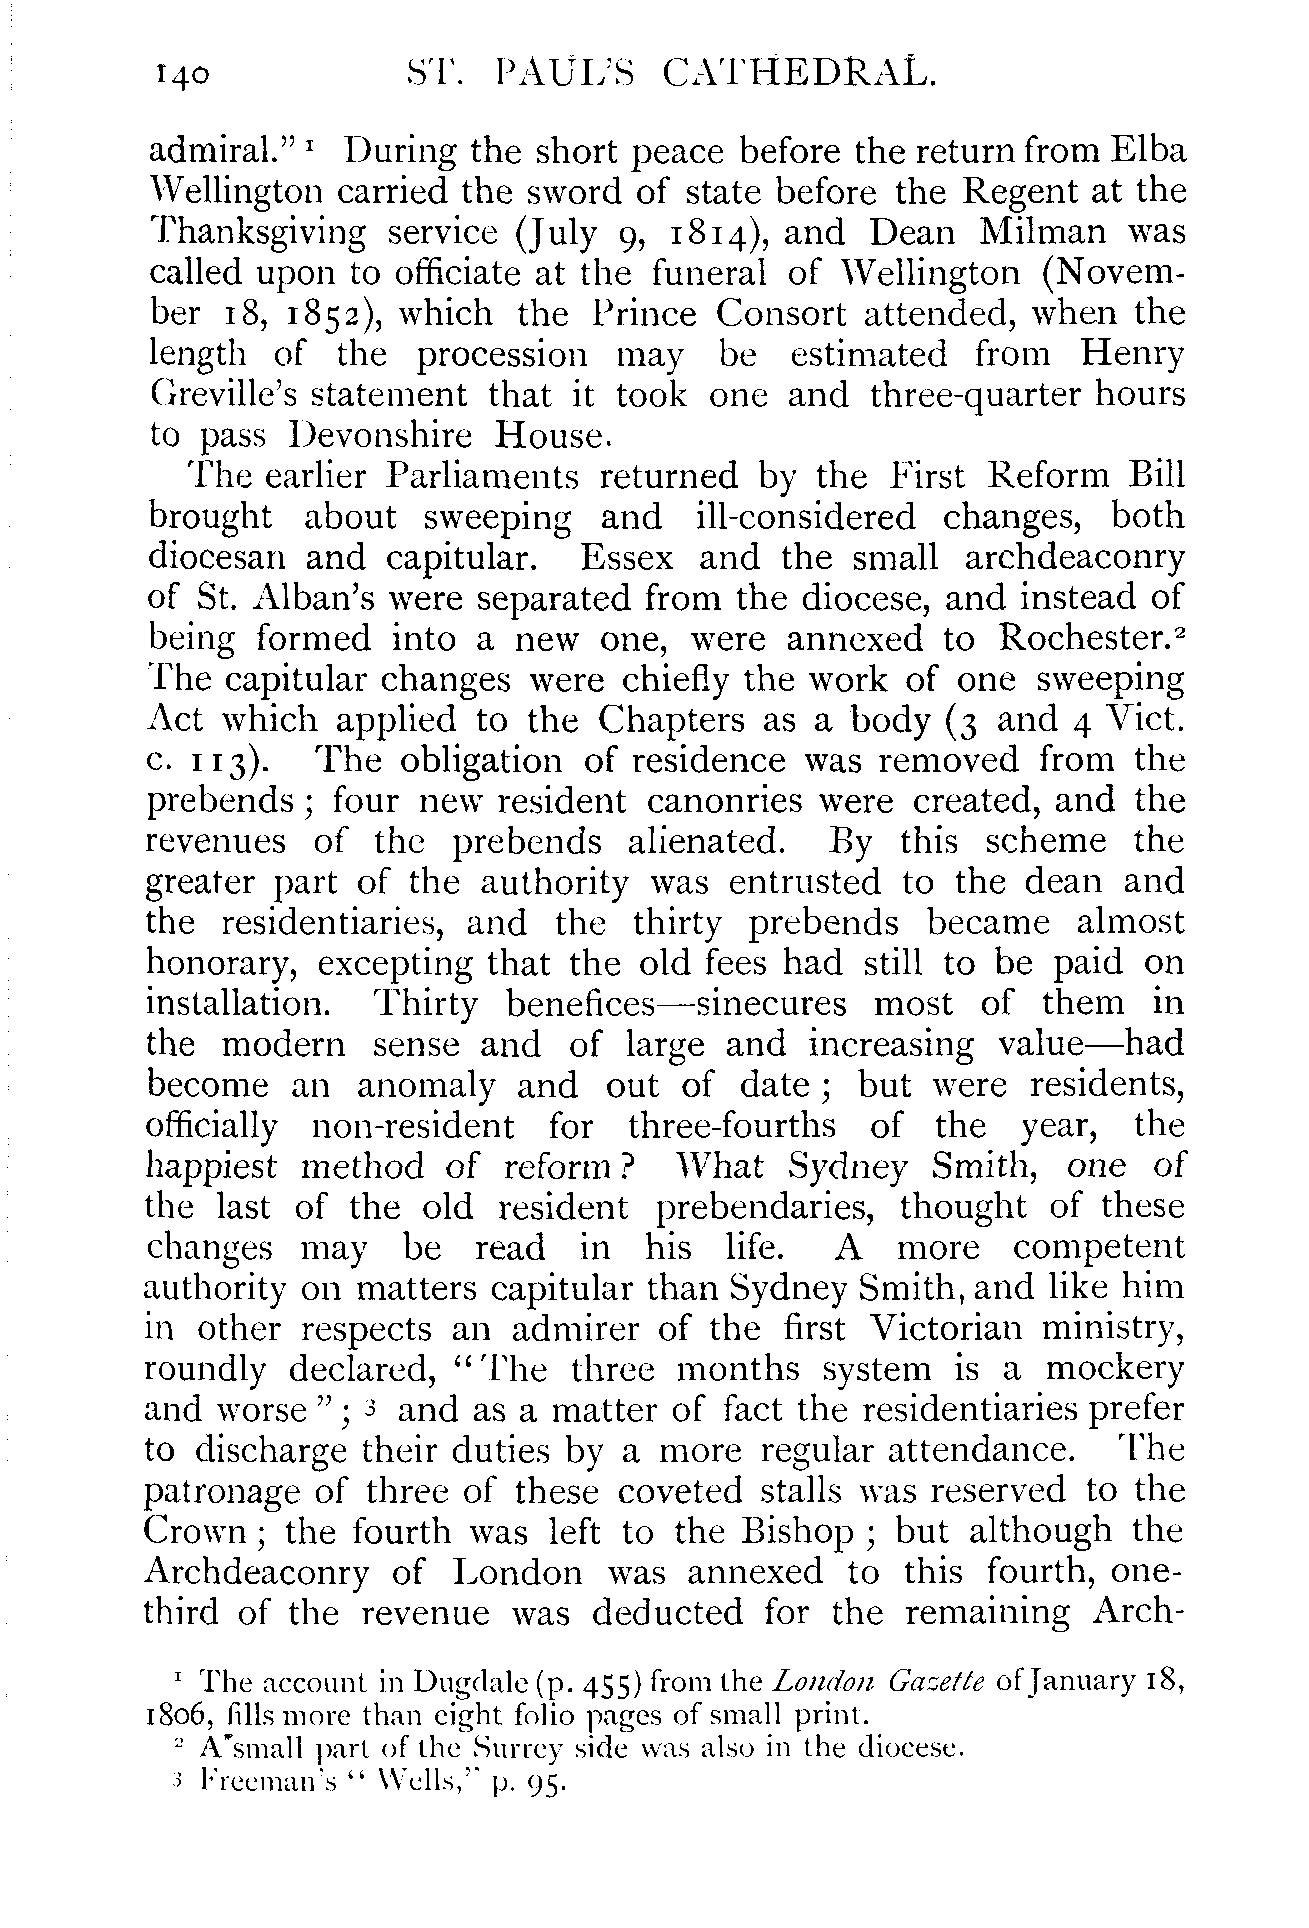 140 ST. PAUL'S CATHEDRAL.
admiral." ¹ During the short peace before the return from Elba
Wellington carried the sword of state before the Regent at the
Thanksgiving service (July 9, 1814), and Dean Milman was
called upon to officiate at the funeral of Wellington (Novem-
ber 18, 1852), which the Prince Consort attended, when the
length of the procession may be estimated from Henry
Greville's statement that it took one and three-quarter hours
to pass Devonshire House.
The earlier Parliaments returned by the First Reform Bill
brought about sweeping and ill-considered changes, both
diocesan and capitular. Essex and the small archdeaconry
of St. Alban's were separated from the diocese, and instead of
being formed into a new one, were annexed to Rochester.²
The capitular changes were chiefly the work of one sweeping
Act which applied to the Chapters as a body (3 and 4 Vict.
c. 113). The obligation of residence was removed from the
prebends ; four new resident canonries were created, and the
revenues of the prebends alienated. By this scheme the
greater part of the authority was entrusted to the dean and
the residentiaries, and the thirty prebends became almost
honorary, excepting that the old fees had still to be paid on
installation. Thirty benefices—sinecures most of them in
the modern sense and of large and increasing value—had
become an anomaly and out of date ; but were residents,
officially non-resident for three-fourths of the year, the
happiest method of reform ? What Sydney Smith, one of
the last of the old resident prebendaries, thought of these
changes may be read in his life. A more competent
authority on matters capitular than Sydney Smith, and like him
in other respects an admirer of the first Victorian ministry,
roundly declared, "The three months system is a mockery
and worse " ; ³ and as a matter of fact the residentiaries prefer
to discharge their duties by a more regular attendance. The
patronage of three of these coveted stalls was reserved to the
Crown ; the fourth was left to the Bishop ; but although the
Archdeaconry of London was annexed to this fourth, one-
third of the revenue was deducted for the remaining Arch-
¹ The account in Dugdale (p. 455) from the London Gazette of January 18,
1806, fills more than eight folio pages of small print.
² A small part of the Surrey side was also in the diocese.
³ Freeman's " Wells," p. 95.